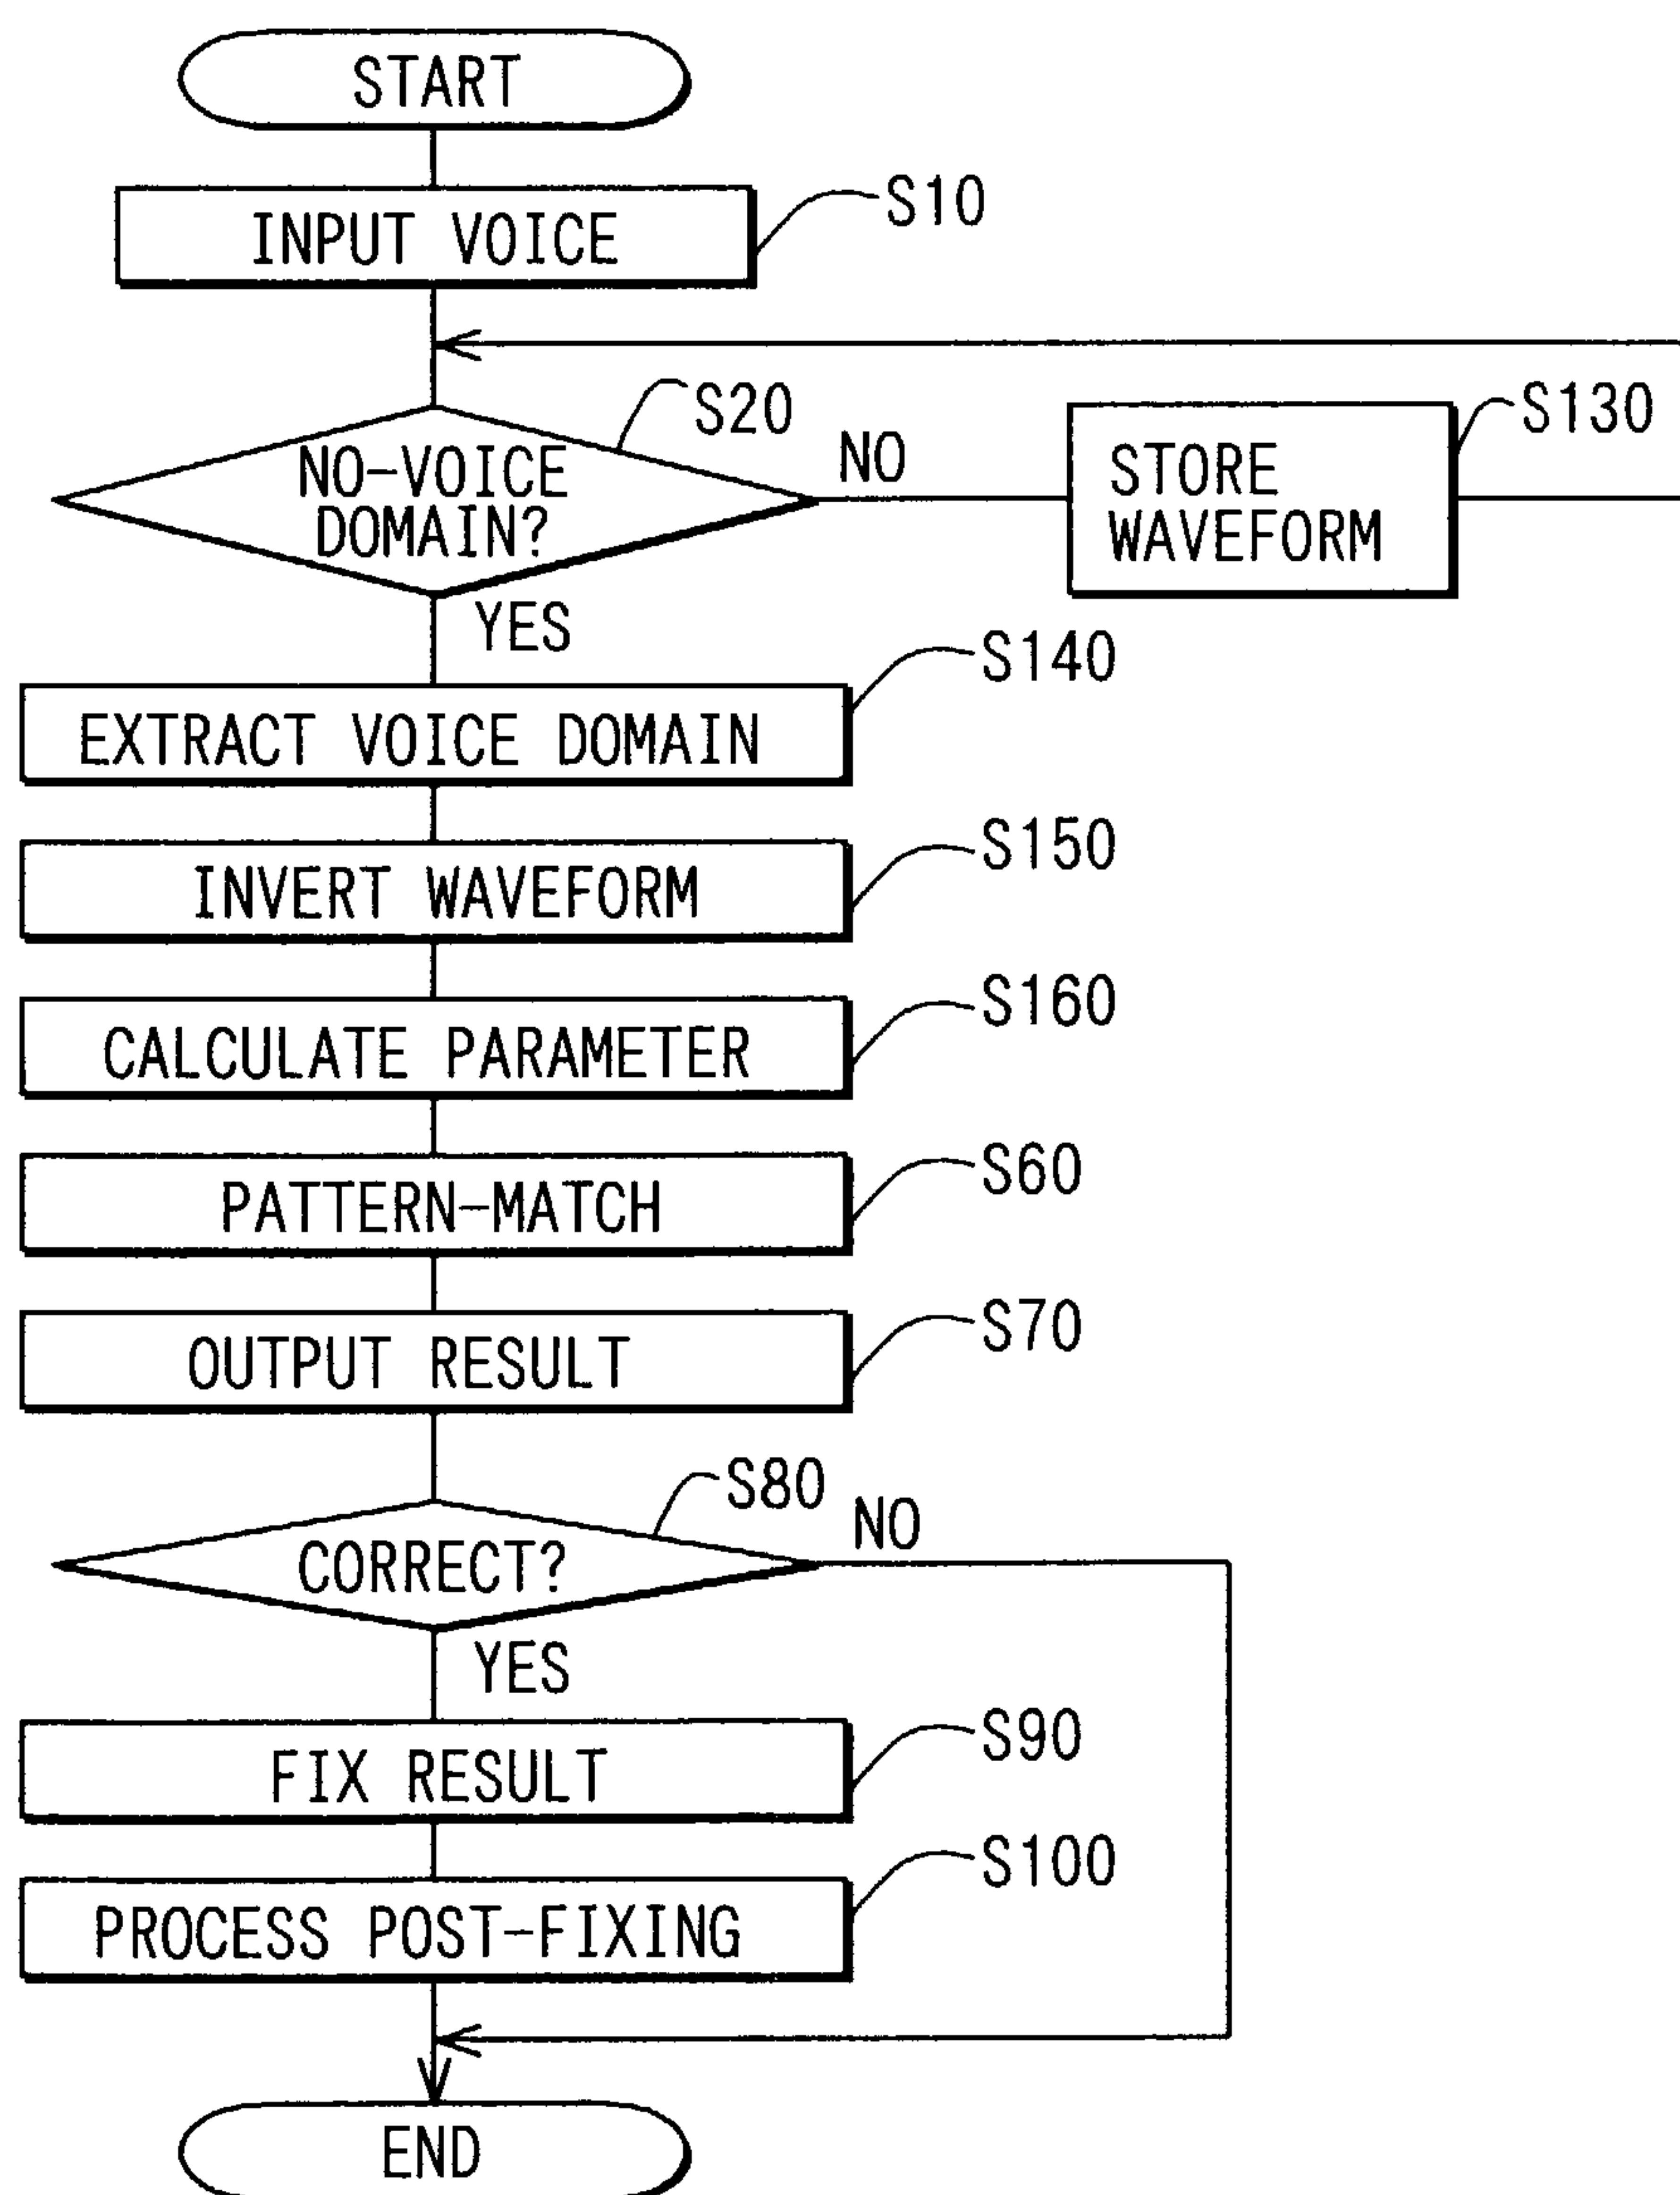 START
INPUT VOICE
S10
S20
NO-VOICE
DOMAIN?
NO
STORE
WAVEFORM
S130
YES
S140
EXTRACT VOICE DOMAIN
S150
INVERT WAVEFORM
S160
CALCULATE PARAMETER
S60
PATTERN-MATCH
S70
OUTPUT RESULT
S80
CORRECT?
NO
YES
S90
FIX RESULT
S100
PROCESS POST-FIXING
END